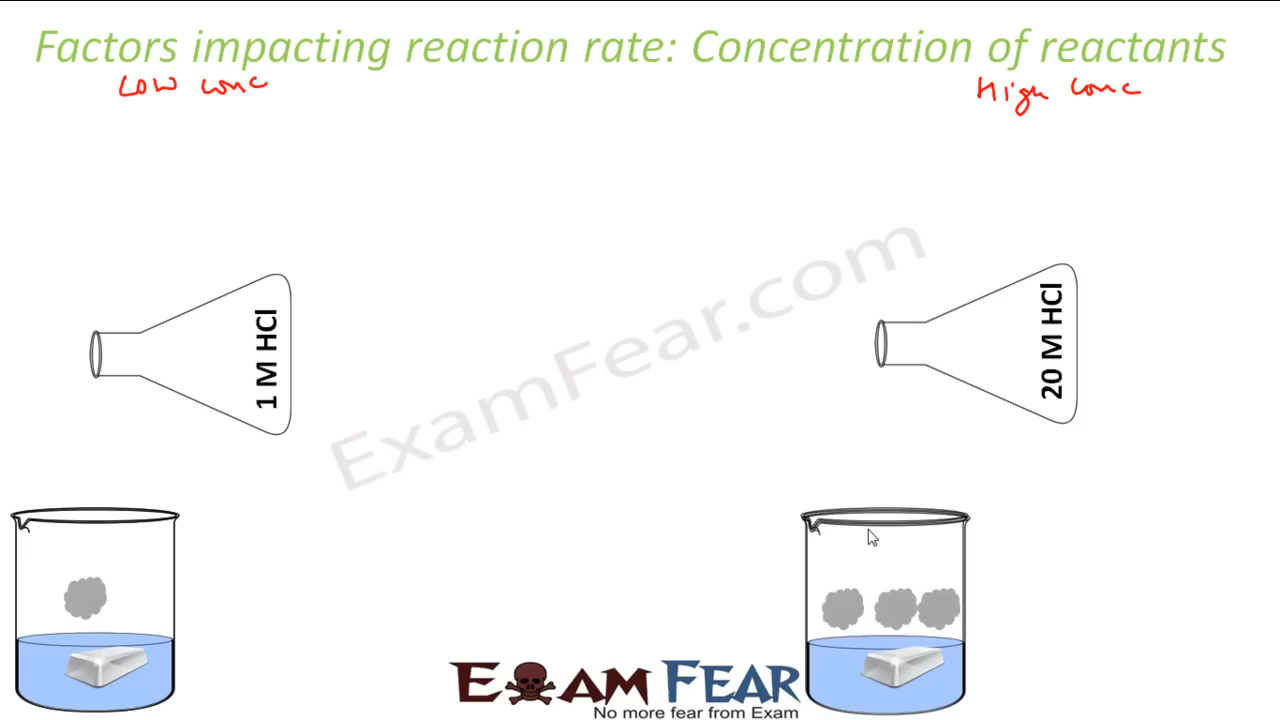 Factors impacting reaction rate: Concentration of reactants
Low conc
High conc
1 M HCl
20 M HCl
ExamFear.com
EXAM FEAR
No more fear from Exam